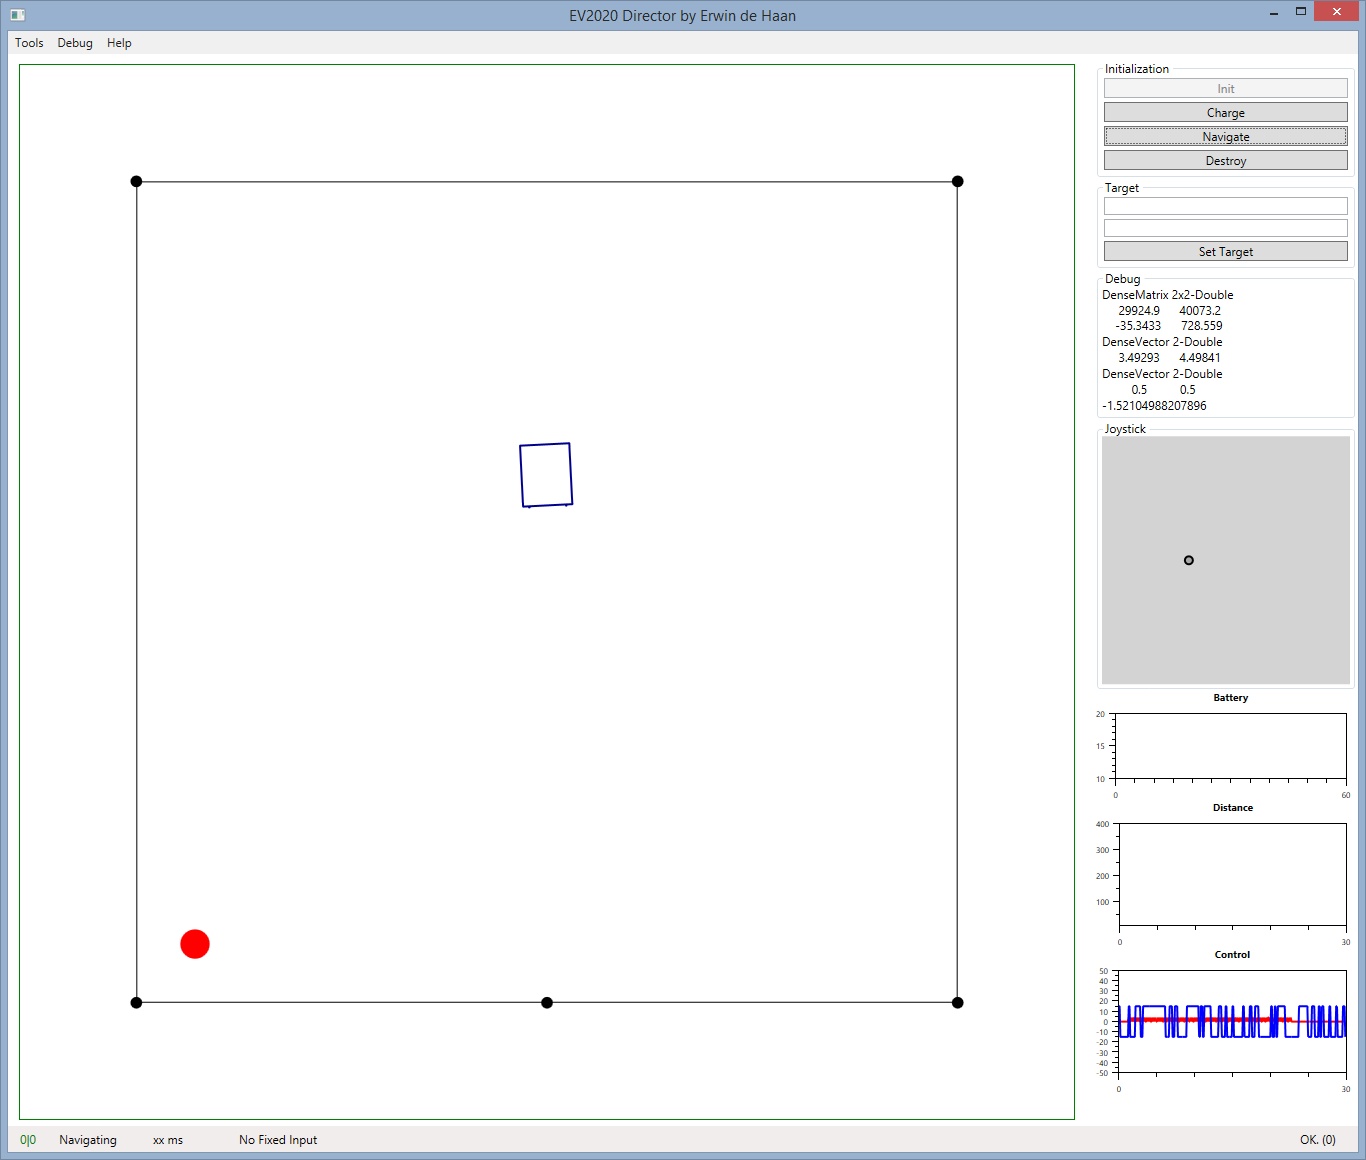 EV2020 Director by Erwin de Haan
Tools Debug Help
Initialization
Init
Charge
Navigate
Destroy
Target
Set Target
Debug
DenseMatrix 2x2-Double
29924.9 40073.2
-35.3433 728.559
DenseVector 2-Double
3.49293 4.49841
DenseVector 2-Double
0.5 0.5
-1.52104988207896
Joystick
Battery
20
15
10
0 60
Distance
400
300
200
100
0 30
Control
50
40
30
20
10
0
-10
-20
-30
-40
-50
0 30
0|0 Navigating xx ms No Fixed Input OK. (0)